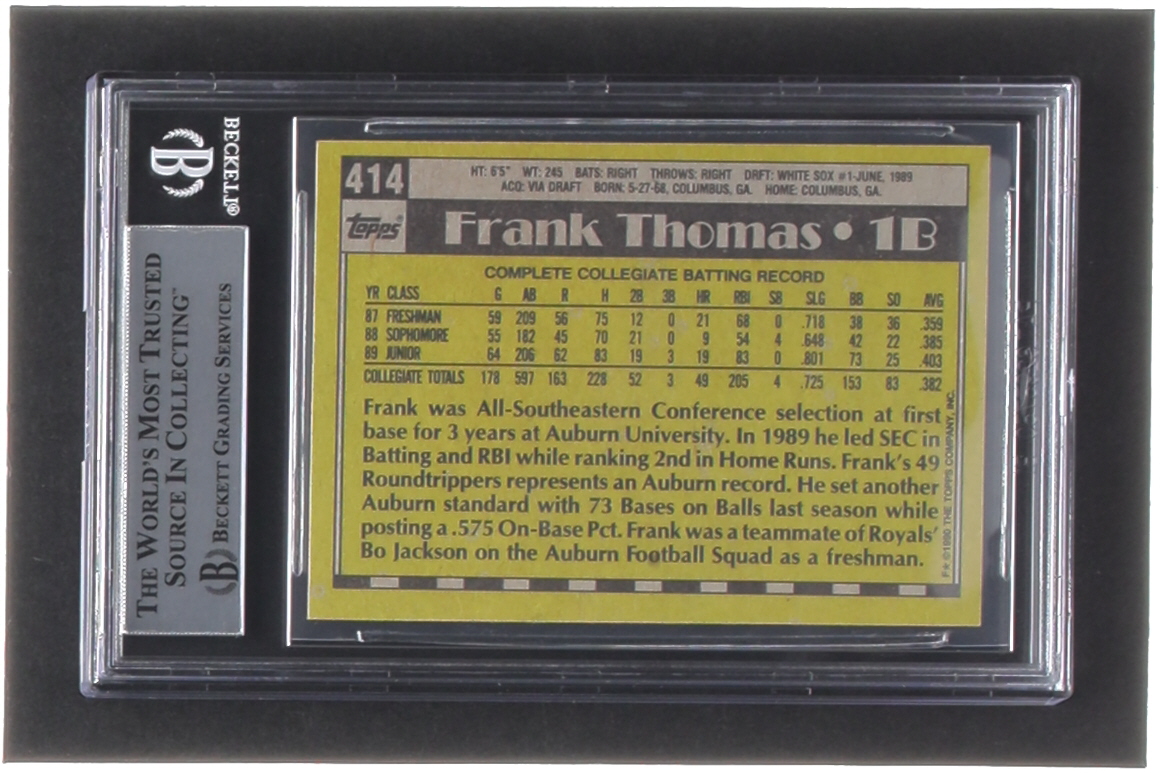 BECKETT®
B
THE WORLD'S MOST TRUSTED
SOURCE IN COLLECTING™
B BECKETT GRADING SERVICES
414
HT: 6'5" WT: 245 BATS: RIGHT THROWS: RIGHT DRFT: WHITE SOX #1-JUNE, 1989
ACQ: VIA DRAFT BORN: 5-27-68, COLUMBUS, GA. HOME: COLUMBUS, GA.
Topps®
Frank Thomas • 1B
COMPLETE COLLEGIATE BATTING RECORD
YR CLASS G AB R H 2B 3B HR RBI SB SLG BB SO AVG
87 FRESHMAN 59 209 56 75 12 0 21 68 0 .718 38 36 .359
88 SOPHOMORE 55 182 45 70 21 0 9 54 4 .648 42 22 .385
89 JUNIOR 64 206 62 83 19 3 19 83 0 .801 73 25 .403
COLLEGIATE TOTALS 178 597 163 228 52 3 49 205 4 .725 153 83 .382
Frank was All-Southeastern Conference selection at first
base for 3 years at Auburn University. In 1989 he led SEC in
Batting and RBI while ranking 2nd in Home Runs. Frank's 49
Roundtrippers represents an Auburn record. He set another
Auburn standard with 73 Bases on Balls last season while
posting a .575 On-Base Pct. Frank was a teammate of Royals'
Bo Jackson on the Auburn Football Squad as a freshman.
F★ ©1990 THE TOPPS COMPANY, INC.